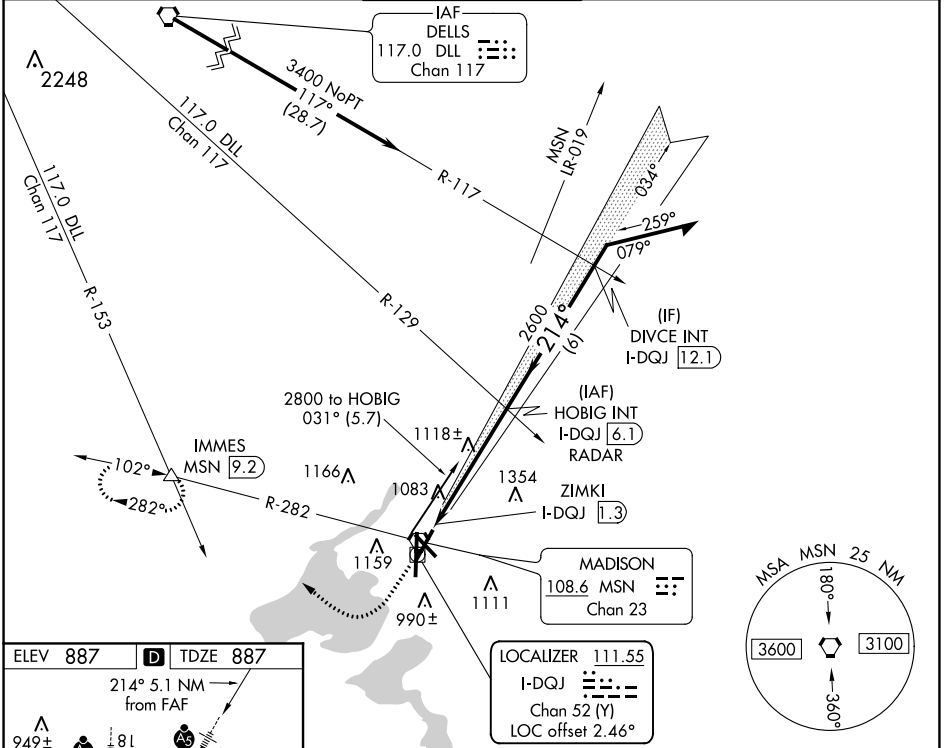 IAF
DELLS
117.0 DLL
Chan 117
2248
3400 NoPT
117°
(28.7)
117.0 DLL
Chan 117
117.0 DLL
Chan 117
MSN
LR-019
R-117
034°
259°
079°
R-153
R-129
2600
214°
(6)
(IF)
DIVCE INT
I-DQJ 12.1
(IAF)
HOBIG INT
I-DQJ 6.1
RADAR
2800 to HOBIG
031° (5.7)
1118±
IMMES
MSN 9.2
102°
282°
R-282
1166
1083
1354
ZIMKI
I-DQJ 1.3
1159
990±
1111
MADISON
108.6 MSN
Chan 23
MSA MSN 25 NM
180°
3600
3100
360°
LOCALIZER 111.55
I-DQJ
Chan 52 (Y)
LOC offset 2.46°
ELEV 887 D TDZE 887
214° 5.1 NM
from FAF
949±
18
A5